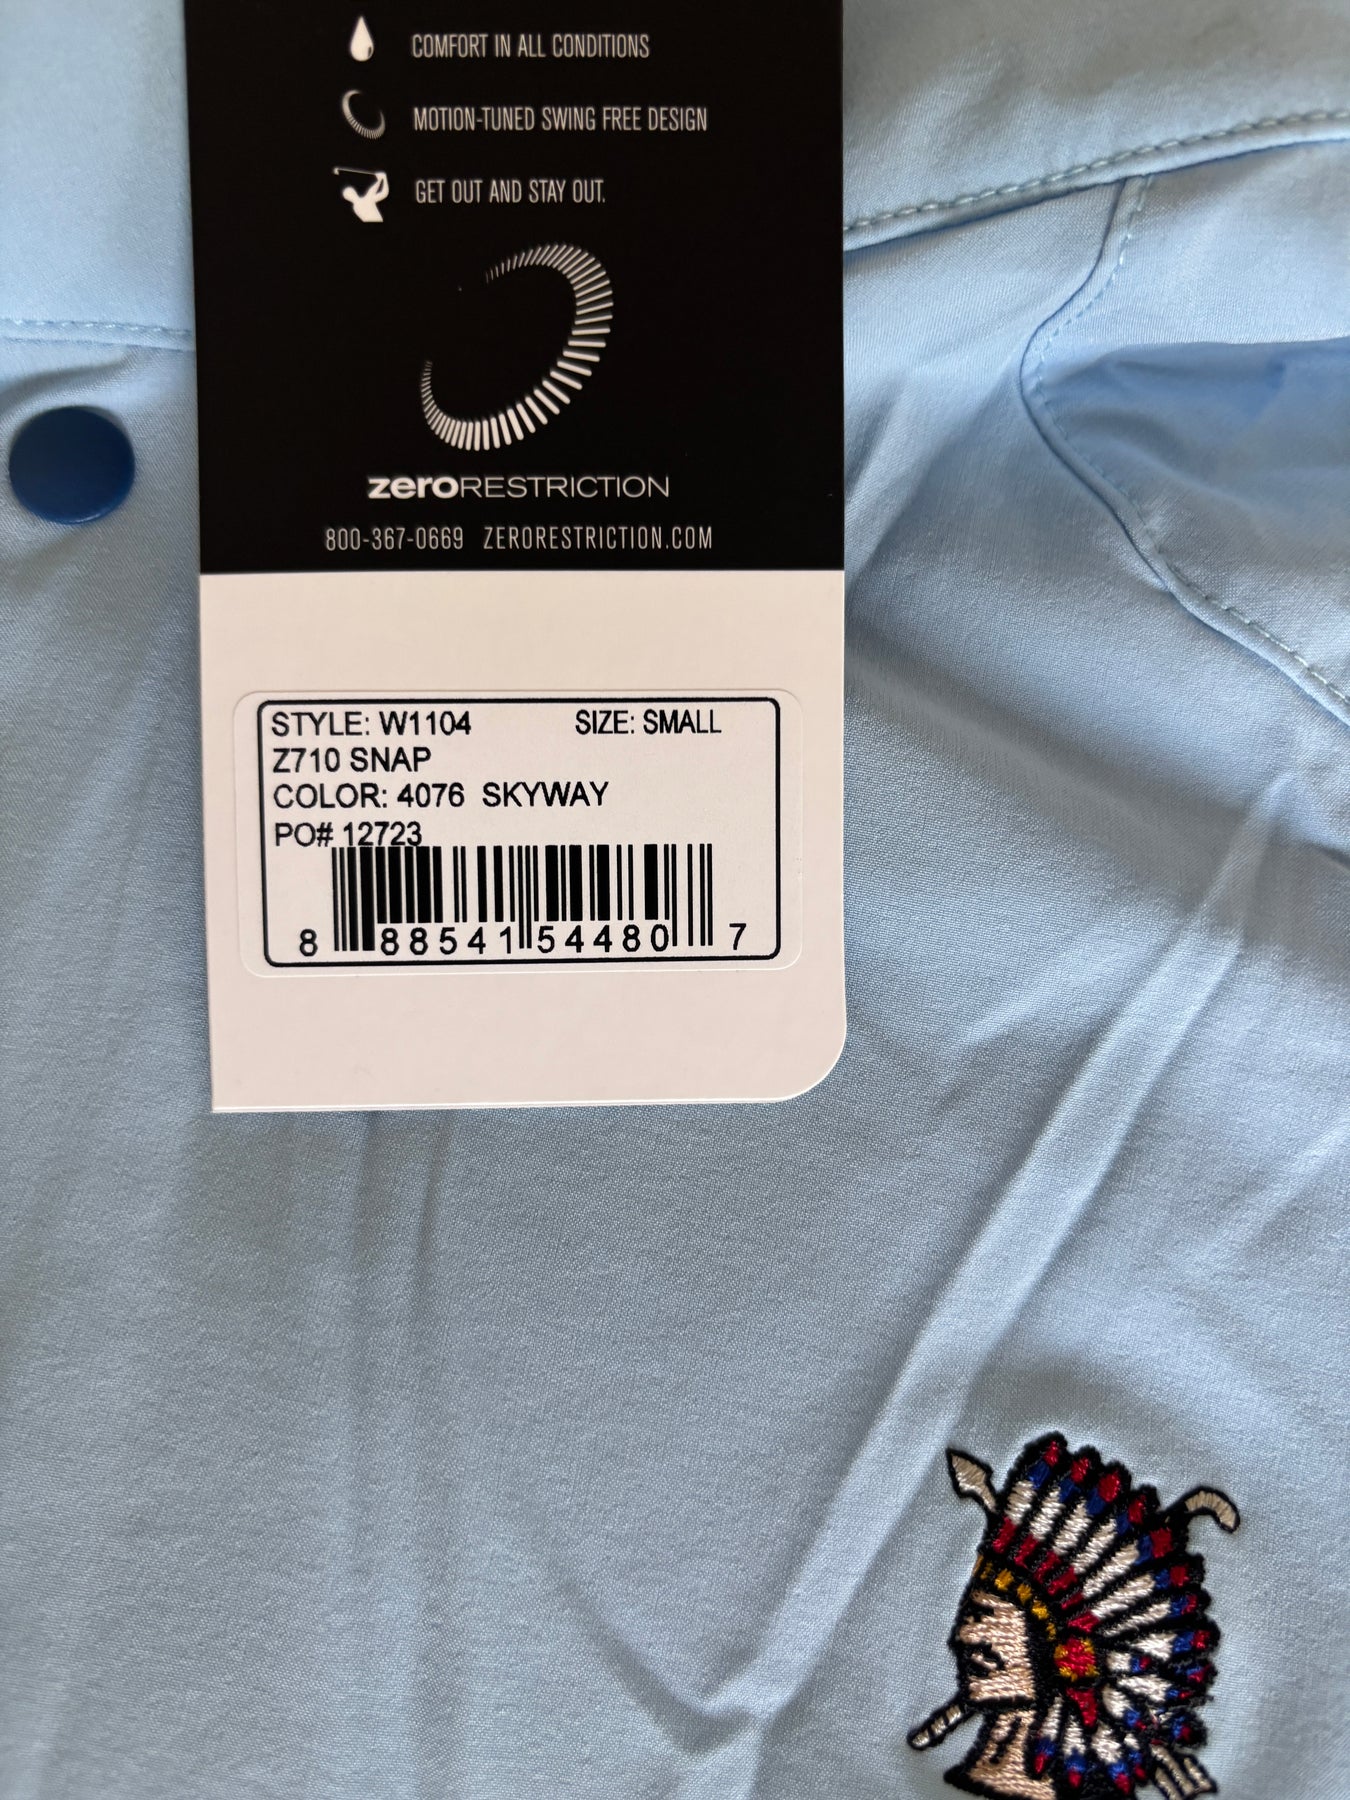 COMFORT IN ALL CONDITIONS
MOTION-TUNED SWING FREE DESIGN
GET OUT AND STAY OUT.
zeroRESTRICTION
800-367-0669 ZERORESTRICTION.COM
STYLE: W1104 SIZE: SMALL
Z710 SNAP
COLOR: 4076 SKYWAY
PO# 12723
8 88541 54480 7